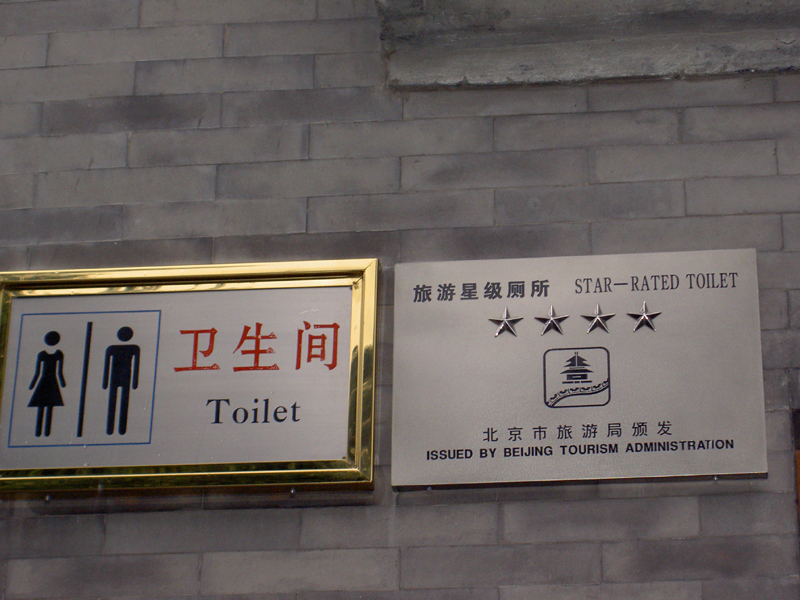 卫生间
Toilet
旅游星级厕所 STAR—RATED TOILET
北京市旅游局颁发
ISSUED BY BEIJING TOURISM ADMINISTRATION